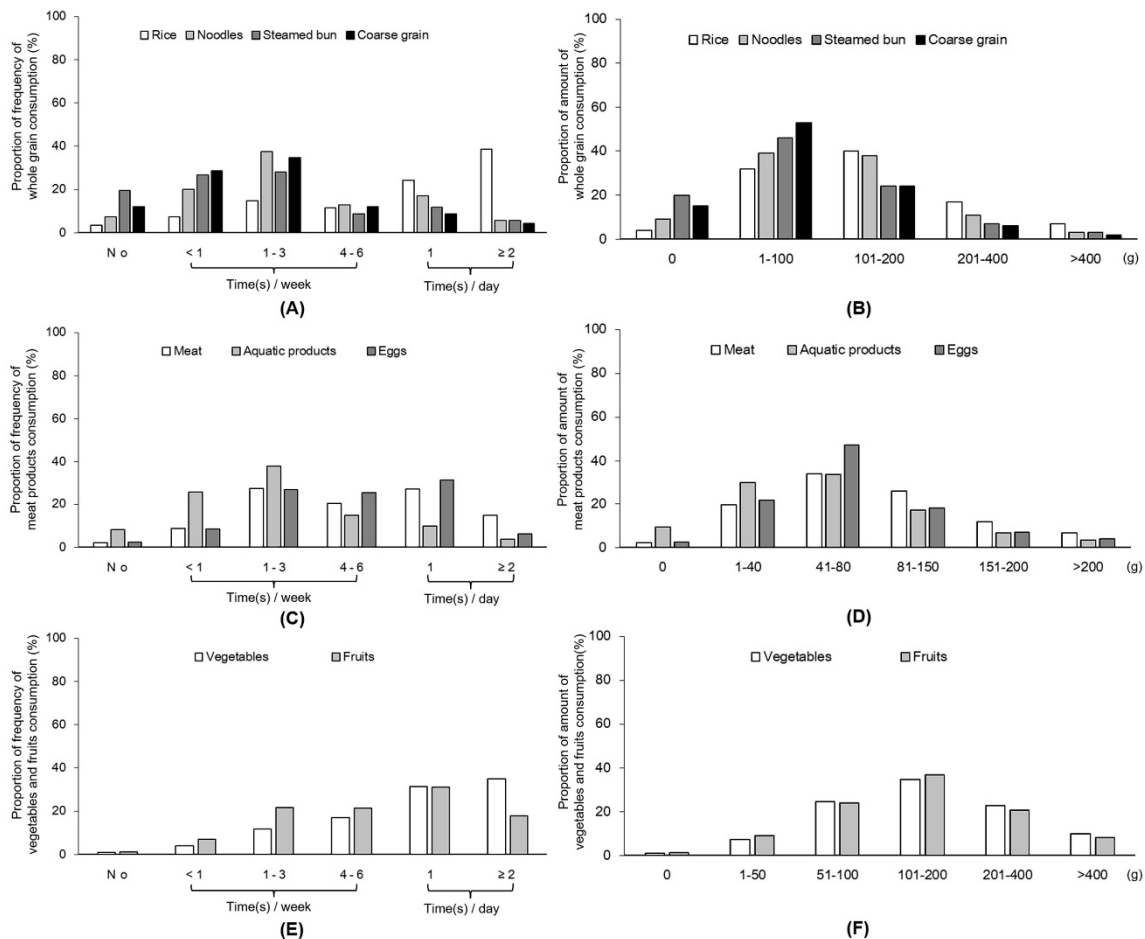 Proportion of frequency of
whole grain consumption (%)
100
80
60
40
20
0
Rice Noodles Steamed bun Coarse grain
N o < 1 1 - 3 4 - 6 1 ≥ 2
Time(s) / week Time(s) / day
(A)
Proportion of amount of
whole grain consumption (%)
100
80
60
40
20
0
Rice Noodles Steamed bun Coarse grain
0 1-100 101-200 201-400 >400 (g)
(B)
Proportion of frequency of
meat products consumption (%)
100
80
60
40
20
0
Meat Aquatic products Eggs
N o < 1 1 - 3 4 - 6 1 ≥ 2
Time(s) / week Time(s) / day
(C)
Proportion of amount of
meat products consumption (%)
100
80
60
40
20
0
Meat Aquatic products Eggs
0 1-40 41-80 81-150 151-200 >200 (g)
(D)
Proportion of frequency of
vegetables and fruits consumption (%)
100
80
60
40
20
0
Vegetables Fruits
N o < 1 1 - 3 4 - 6 1 ≥ 2
Time(s) / week Time(s) / day
(E)
Proportion of amount of
vegetables and fruits consumption(%)
100
80
60
40
20
0
Vegetables Fruits
0 1-50 51-100 101-200 201-400 >400 (g)
(F)